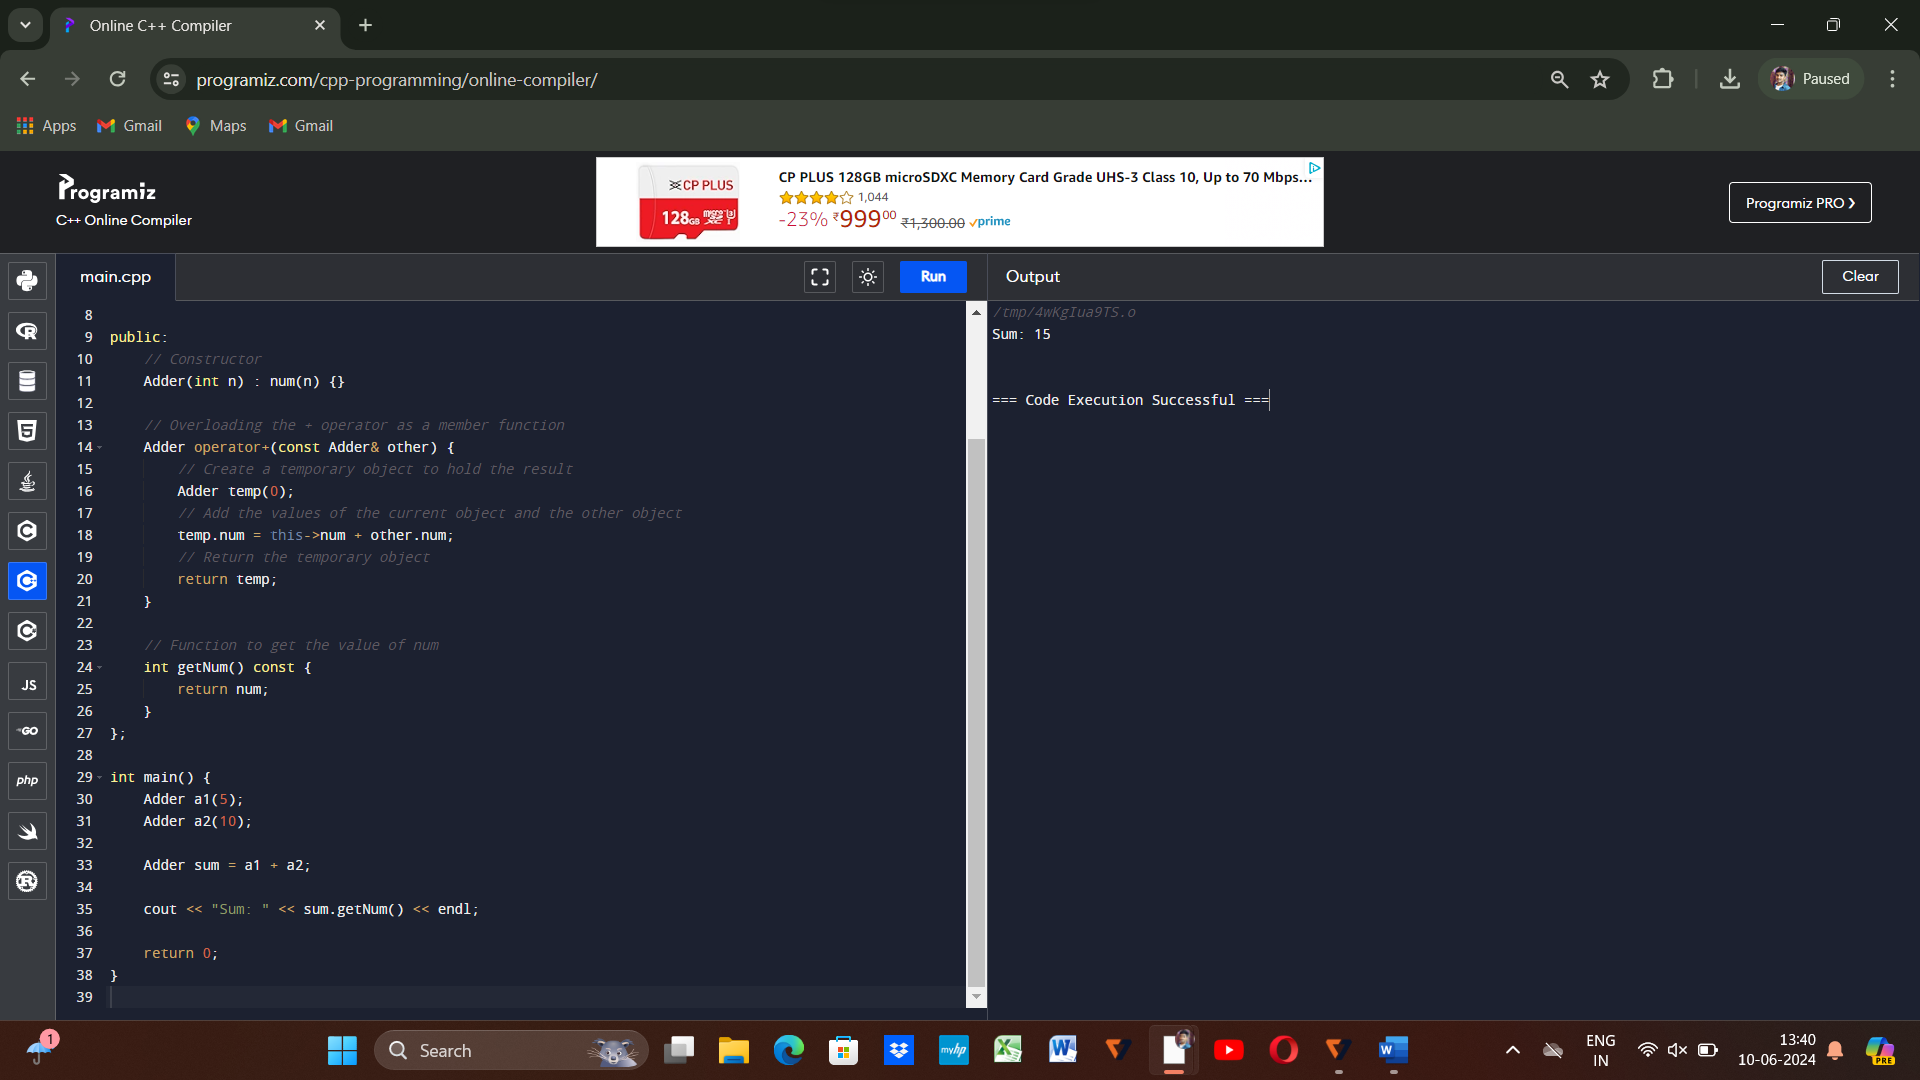 Online C++ Compiler
programiz.com/cpp-programming/online-compiler/
Paused
Apps
Gmail
Maps
Gmail
Programiz
C++ Online Compiler
CP PLUS
128GB
microSD
CP PLUS 128GB microSDXC Memory Card Grade UHS-3 Class 10, Up to 70 Mbps...
1,044
-23% ₹999⁰⁰ ₹1,300.00 prime
Programiz PRO ❯
main.cpp
Run
Output
Clear
8
9 public:
10 // Constructor
11 Adder(int n) : num(n) {}
12
13 // Overloading the + operator as a member function
14 Adder operator+(const Adder& other) {
15 // Create a temporary object to hold the result
16 Adder temp(0);
17 // Add the values of the current object and the other object
18 temp.num = this->num + other.num;
19 // Return the temporary object
20 return temp;
21 }
22
23 // Function to get the value of num
24 int getNum() const {
25 return num;
26 }
27 };
28
29 int main() {
30 Adder a1(5);
31 Adder a2(10);
32
33 Adder sum = a1 + a2;
34
35 cout << "Sum: " << sum.getNum() << endl;
36
37 return 0;
38 }
39
/tmp/4wKgIua9TS.o
Sum: 15
=== Code Execution Successful ===
R
JS
GO
php
1
Search
myhp
ENG
IN
13:40
10-06-2024
PRE